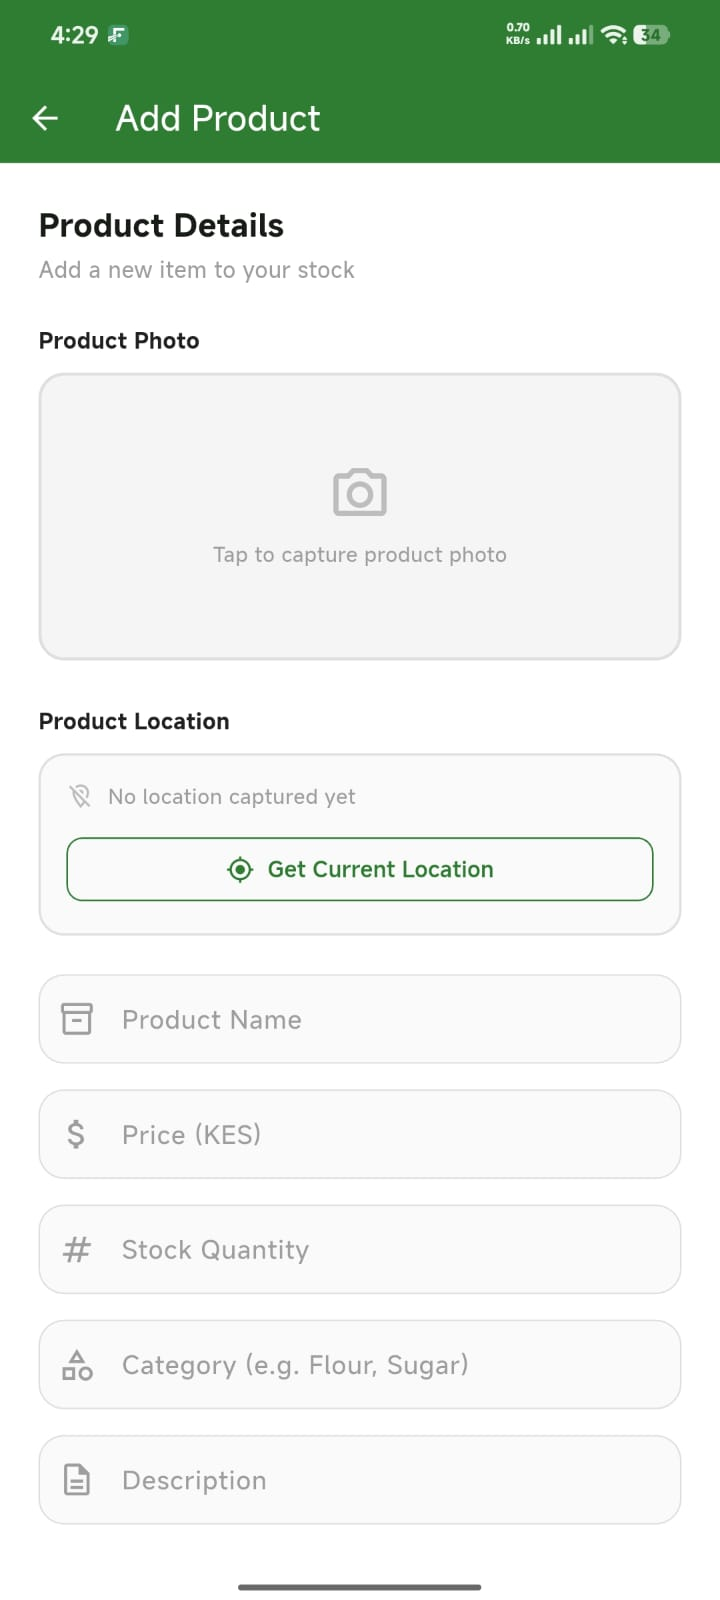 4:29
0.70
KB/s
34
Add Product
Product Details
Add a new item to your stock
Product Photo
Tap to capture product photo
Product Location
No location captured yet
Get Current Location
Product Name
$ Price (KES)
# Stock Quantity
Category (e.g. Flour, Sugar)
Description